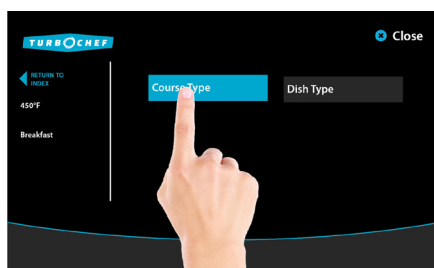 TURBOCHEF
Close
RETURN TO
INDEX
450°F
Breakfast
Course Type
Dish Type